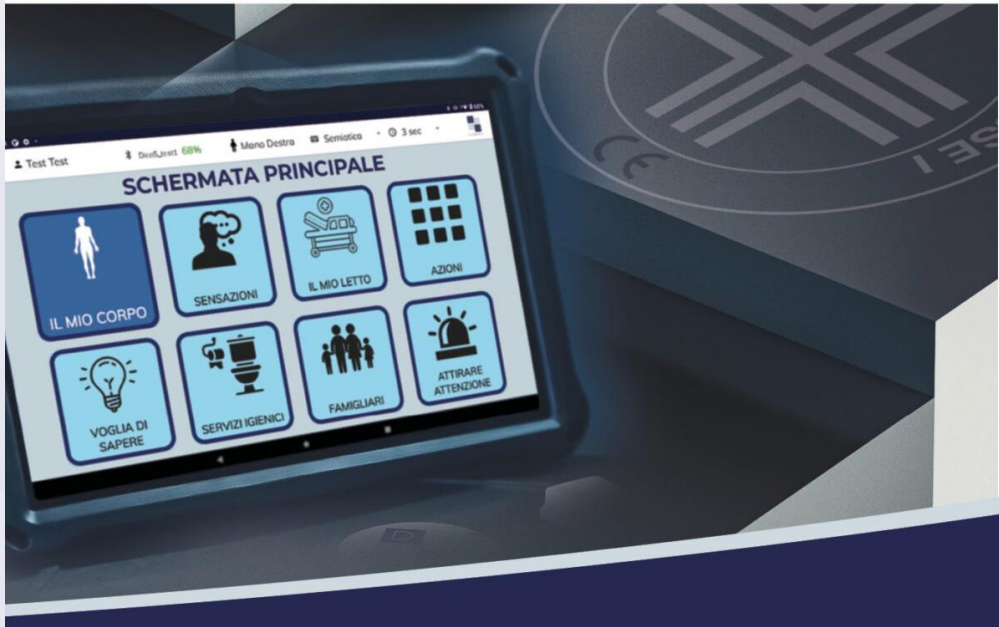 Test Test
DicoS_test1 68%
Mano Destra
Semiotica
3 sec
SCHERMATA PRINCIPALE
IL MIO CORPO
SENSAZIONI
IL MIO LETTO
AZIONI
VOGLIA DI
SAPERE
SERVIZI IGIENICI
FAMIGLIARI
ATTIRARE
ATTENZIONE
CE
D